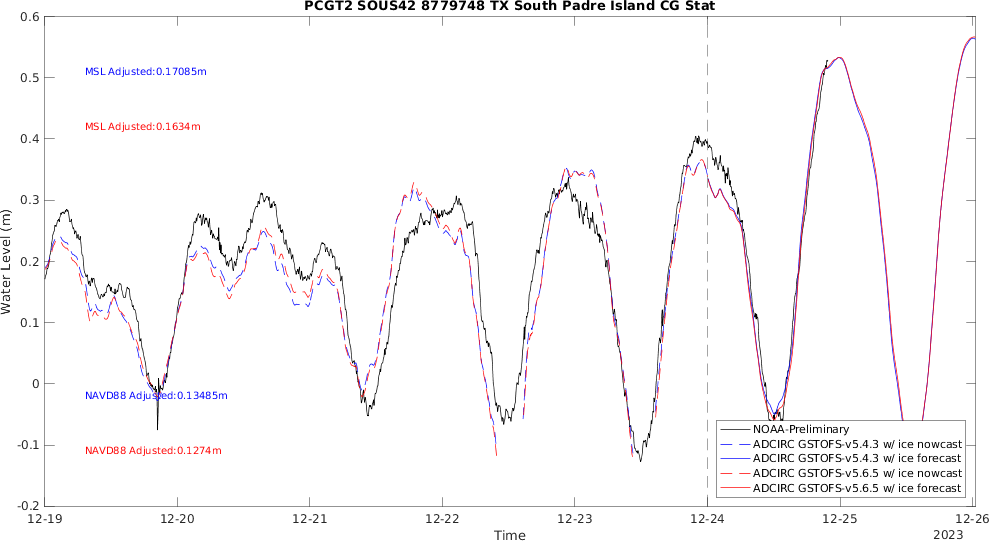 PCGT2 SOUS42 8779748 TX South Padre Island CG Stat
0.6
0.5
0.4
0.3
0.2
0.1
0
-0.1
-0.2
Water Level (m)
MSL Adjusted:0.17085m
MSL Adjusted:0.1634m
NAVD88 Adjusted:0.13485m
NAVD88 Adjusted:0.1274m
NOAA-Preliminary
ADCIRC GSTOFS-v5.4.3 w/ ice nowcast
ADCIRC GSTOFS-v5.4.3 w/ ice forecast
ADCIRC GSTOFS-v5.6.5 w/ ice nowcast
ADCIRC GSTOFS-v5.6.5 w/ ice forecast
12-19 12-20 12-21 12-22 12-23 12-24 12-25 12-26
Time
2023